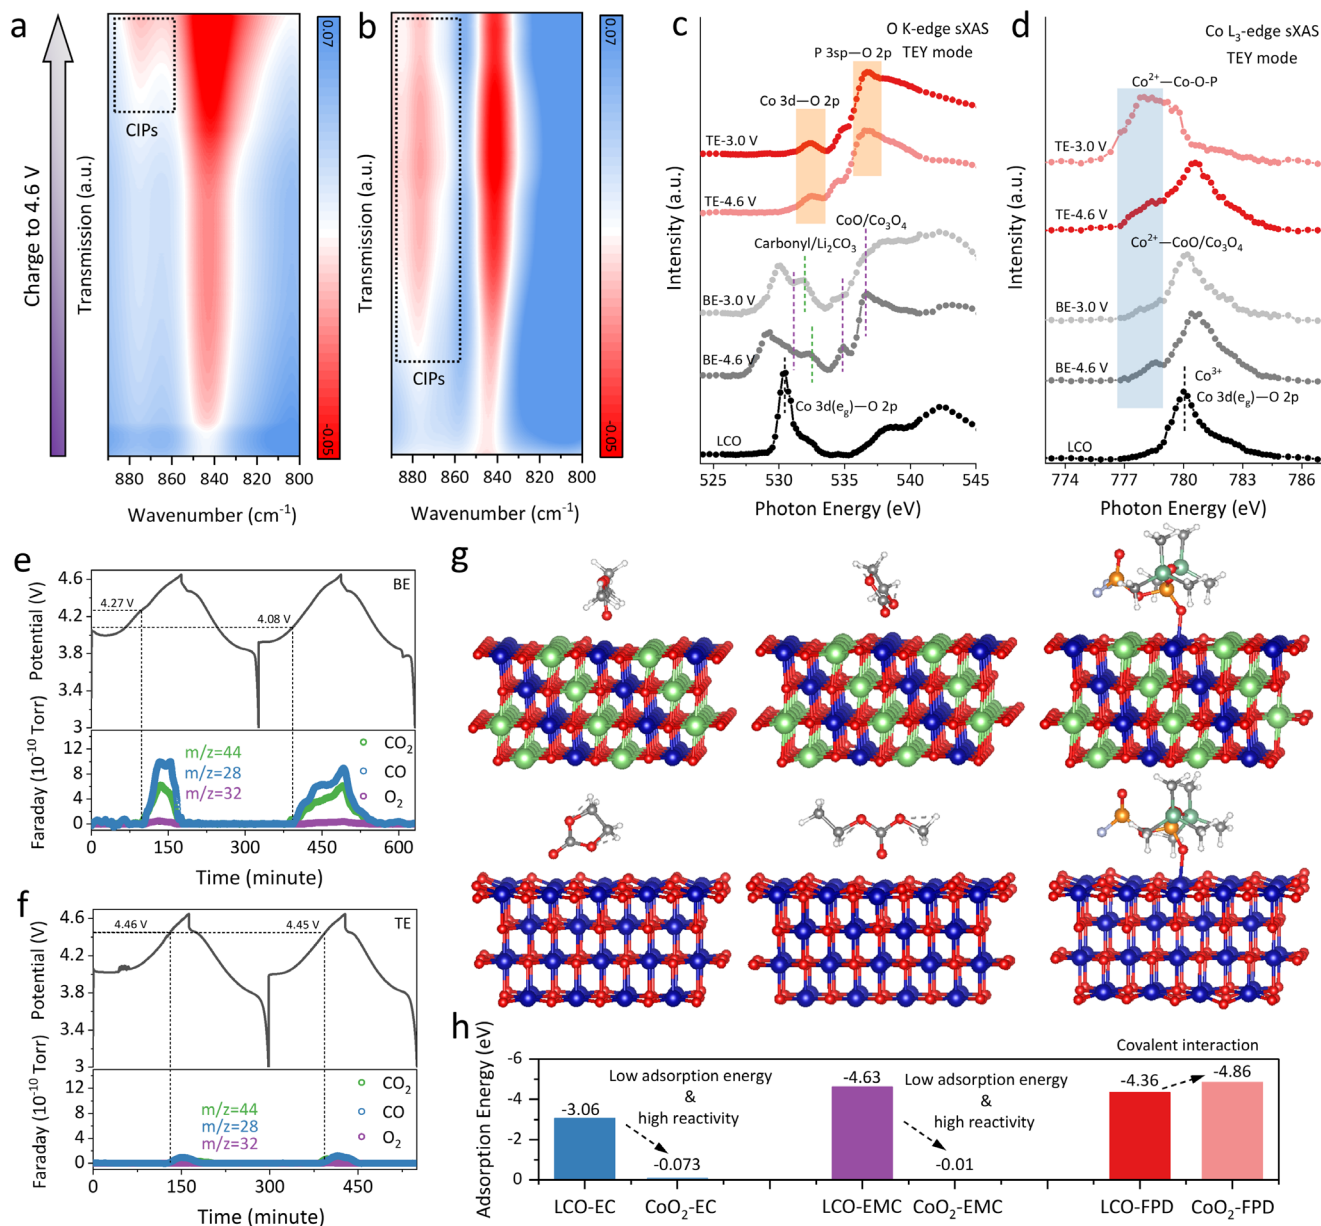 a
Charge to 4.6 V
Transmission (a.u.)
CIPs
0.07
-0.05
880 860 840 820 800
Wavenumber (cm⁻¹)
b
Transmission (a.u.)
CIPs
0.07
-0.05
880 860 840 820 800
Wavenumber (cm⁻¹)
c
O K-edge sXAS
TEY mode
P 3sp—O 2p
Co 3d—O 2p
TE-3.0 V
TE-4.6 V
CoO/Co₃O₄
Carbonyl/Li₂CO₃
BE-3.0 V
BE-4.6 V
Co 3d(e_g)—O 2p
LCO
Intensity (a.u.)
525 530 535 540 545
Photon Energy (eV)
d
Co L₃-edge sXAS
TEY mode
Co²⁺—Co-O-P
TE-3.0 V
TE-4.6 V
Co²⁺—CoO/Co₃O₄
BE-3.0 V
BE-4.6 V
Co³⁺
Co 3d(e_g)—O 2p
LCO
Intensity (a.u.)
774 777 780 783 786
Photon Energy (eV)
e
BE
4.27 V
4.08 V
Potential (V)
4.6
4.2
3.8
3.4
3
Faraday (10⁻¹⁰ Torr)
12
8
4
0
m/z=44
m/z=28
m/z=32
CO₂
CO
O₂
0 150 300 450 600
Time (minute)
f
TE
4.46 V
4.45 V
Potential (V)
4.6
4.2
3.8
3.4
3
Faraday (10⁻¹⁰ Torr)
12
8
4
0
m/z=44
m/z=28
m/z=32
CO₂
CO
O₂
0 150 300 450
Time (minute)
g
h
Adsorption Energy (eV)
-6
-4
-2
0
-3.06
Low adsorption energy
&
high reactivity
-0.073
-4.63
Low adsorption energy
&
high reactivity
-0.01
Covalent interaction
-4.36
-4.86
LCO-EC CoO₂-EC LCO-EMC CoO₂-EMC LCO-FPD CoO₂-FPD